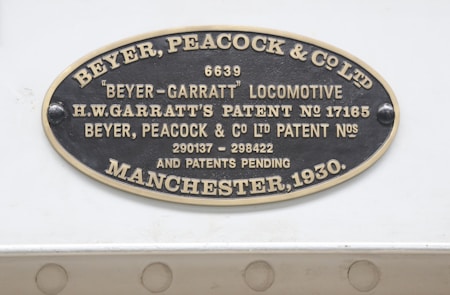 BEYER, PEACOCK & CO LTD
6639
"BEYER-GARRATT" LOCOMOTIVE
H.W.GARRATT'S PATENT NO 17165
BEYER, PEACOCK & CO LTD PATENT NOS
290137 - 298422
AND PATENTS PENDING
MANCHESTER, 1930.